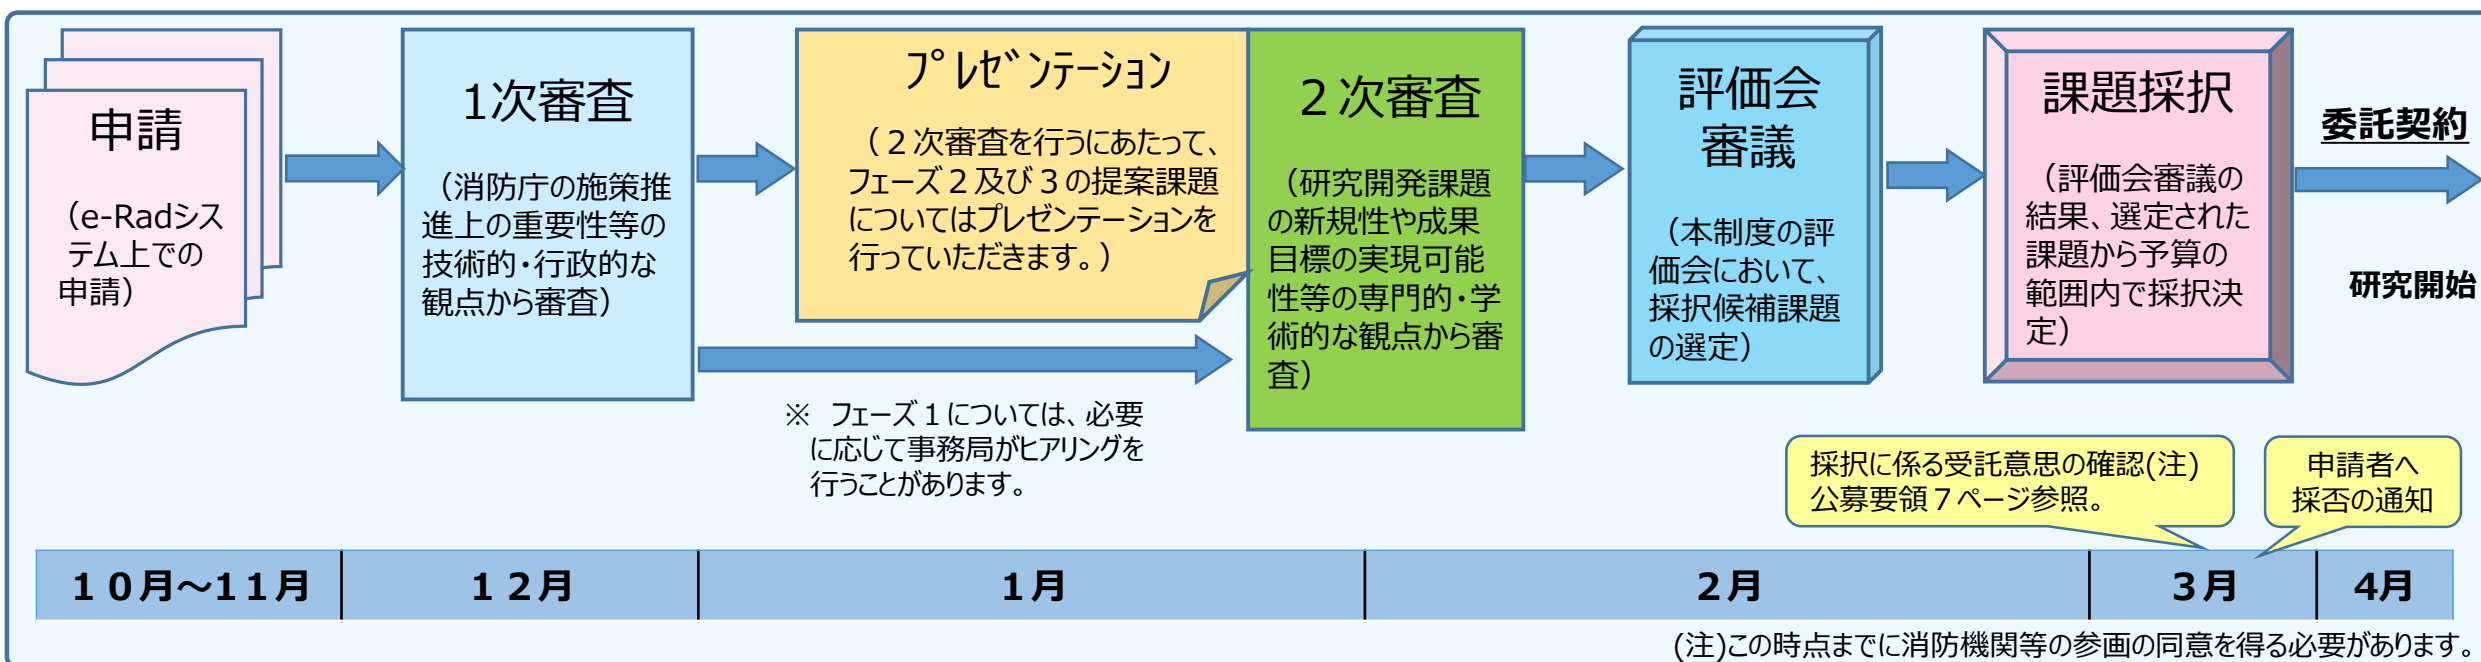 申請
（e-Radシス
テム上での
申請）
1次審査
（消防庁の施策推
進上の重要性等の
技術的・行政的な
観点から審査）
ﾌﾟﾚｾﾞﾝﾃｰｼｮﾝ
（２次審査を行うにあたって、
フェーズ２及び３の提案課題
についてはプレゼンテーションを
行っていただきます。）
※　フェーズ１については、必要
に応じて事務局がヒアリングを
行うことがあります。
２次審査
（研究開発課題
の新規性や成果
目標の実現可能
性等の専門的・学
術的な観点から審
査）
評価会
審議
（本制度の評
価会において、
採択候補課題
の選定）
課題採択
（評価会審議の
結果、選定された
課題から予算の
範囲内で採択決
定）
委託契約
研究開始
採択に係る受託意思の確認(注)
公募要領７ページ参照。
申請者へ
採否の通知
１０月～11月
１２月
１月
２月
３月
4月
(注)この時点までに消防機関等の参画の同意を得る必要があります。